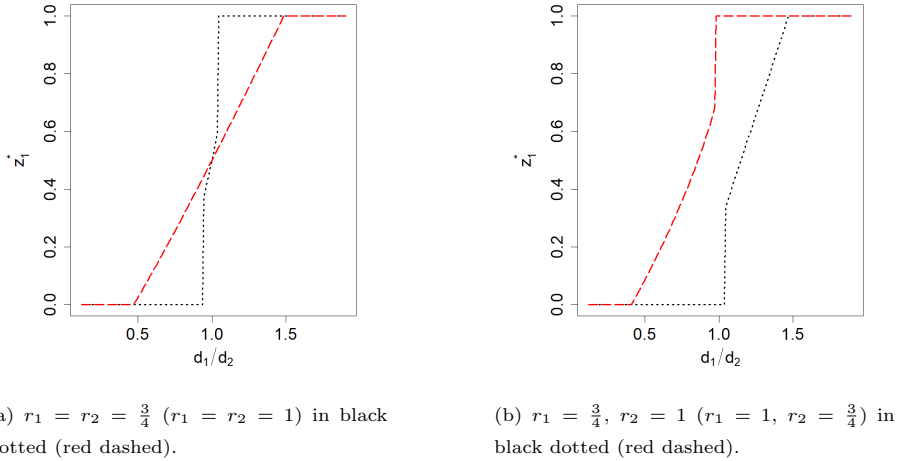 1.0
0.8
0.6
0.4
0.2
0.0
z₁*
0.5 1.0 1.5
d₁/d₂
1.0
0.8
0.6
0.4
0.2
0.0
z₁*
0.5 1.0 1.5
d₁/d₂
a) r₁ = r₂ = 3/4 (r₁ = r₂ = 1) in black
otted (red dashed).
(b) r₁ = 3/4, r₂ = 1 (r₁ = 1, r₂ = 3/4) in
black dotted (red dashed).